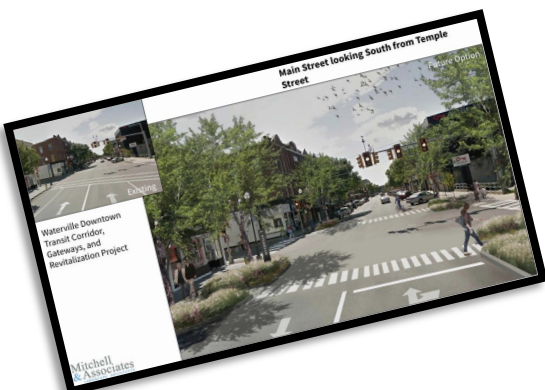 Main Street looking South from Temple
Street
Future Option
Existing
Waterville Downtown
Transit Corridor,
Gateways, and
Revitalization Project
Mitchell
& Associates